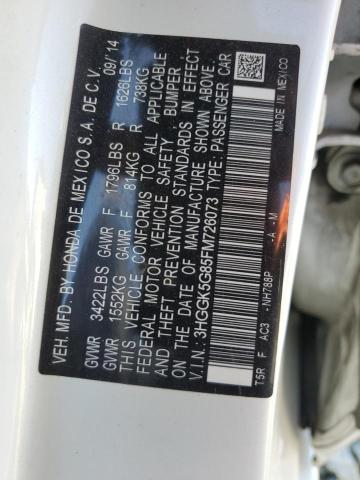 VEH. MFD. BY HONDA DE MEXICO S.A. DE C.V. 09/14
GVWR 3422LBS GAWR F 1796LBS R 1626LBS
GVWR 1552KG GAWR F 814KG R 738KG
THIS VEHICLE CONFORMS TO ALL APPLICABLE
FEDERAL MOTOR VEHICLE SAFETY, BUMPER,
AND THEFT PREVENTION STANDARDS IN EFFECT
ON THE DATE OF MANUFACTURE SHOWN ABOVE.
V.I.N.: 3HGGK5G85FM726073 TYPE: PASSENGER CAR
T5R F AC3 - NH788P - A - M
MADE IN MEXICO